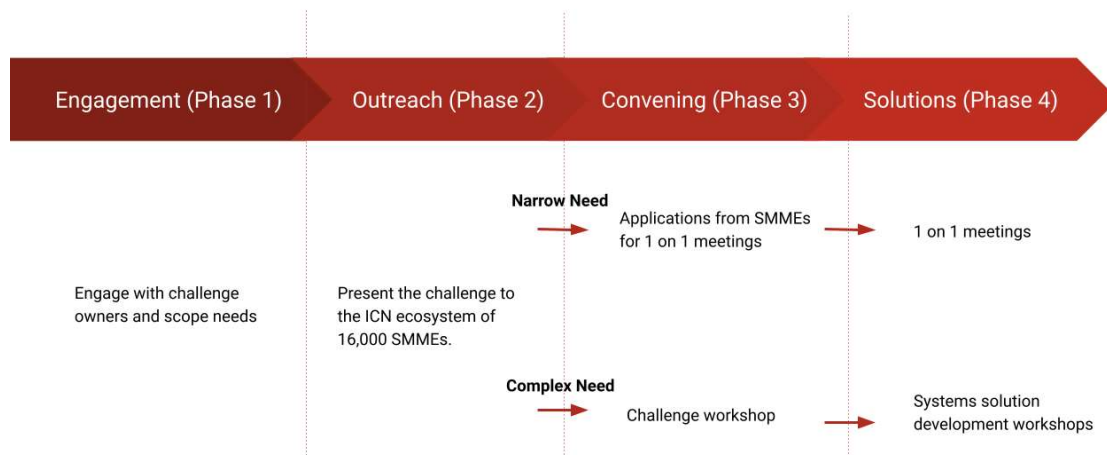 Engagement (Phase 1)
Outreach (Phase 2)
Convening (Phase 3)
Solutions (Phase 4)
Engage with challenge
owners and scope needs
Present the challenge to
the ICN ecosystem of
16,000 SMMEs.
Narrow Need
Applications from SMMEs
for 1 on 1 meetings
1 on 1 meetings
Complex Need
Challenge workshop
Systems solution
development workshops